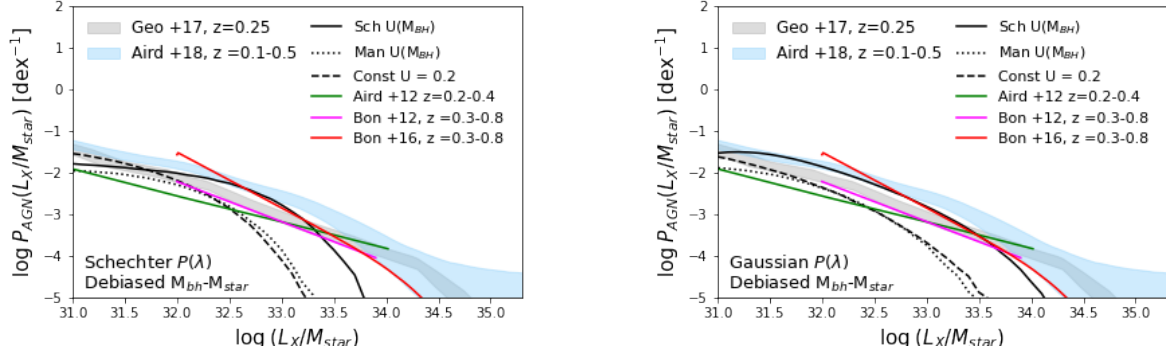 Geo +17, z=0.25
Aird +18, z =0.1-0.5
Sch U(M_BH)
Man U(M_BH)
Const U = 0.2
Aird +12 z=0.2-0.4
Bon +12, z =0.3-0.8
Bon +16, z =0.3-0.8
log P_AGN(L_X/M_star) [dex^−1]
2
1
0
−1
−2
−3
−4
−5
Schechter P(λ)
Debiased M_bh-M_star
31.0 31.5 32.0 32.5 33.0 33.5 34.0 34.5 35.0
log (L_X/M_star)
Geo +17, z=0.25
Aird +18, z =0.1-0.5
Sch U(M_BH)
Man U(M_BH)
Const U = 0.2
Aird +12 z=0.2-0.4
Bon +12, z =0.3-0.8
Bon +16, z =0.3-0.8
log P_AGN(L_X/M_star) [dex^−1]
2
1
0
−1
−2
−3
−4
−5
Gaussian P(λ)
Debiased M_bh-M_star
31.0 31.5 32.0 32.5 33.0 33.5 34.0 34.5 35.0
log (L_X/M_star)